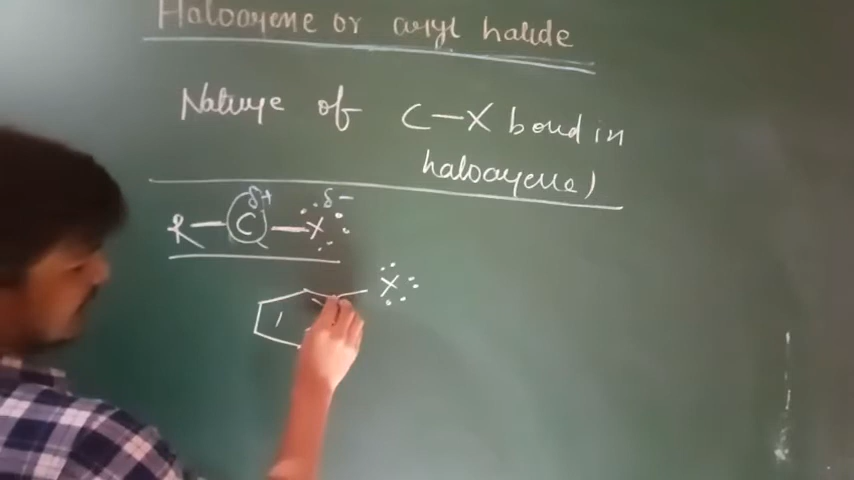 Haloarene or aryl halide
Nature of C—X bond in
haloarene)
δ+ δ-
R—C—X
X